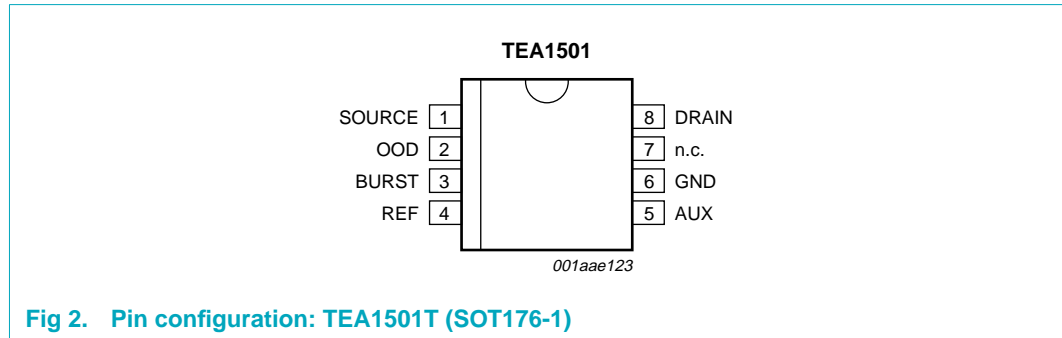 TEA1501
SOURCE 1 8 DRAIN
OOD 2 7 n.c.
BURST 3 6 GND
REF 4 5 AUX
001aae123
Fig 2. Pin configuration: TEA1501T (SOT176-1)